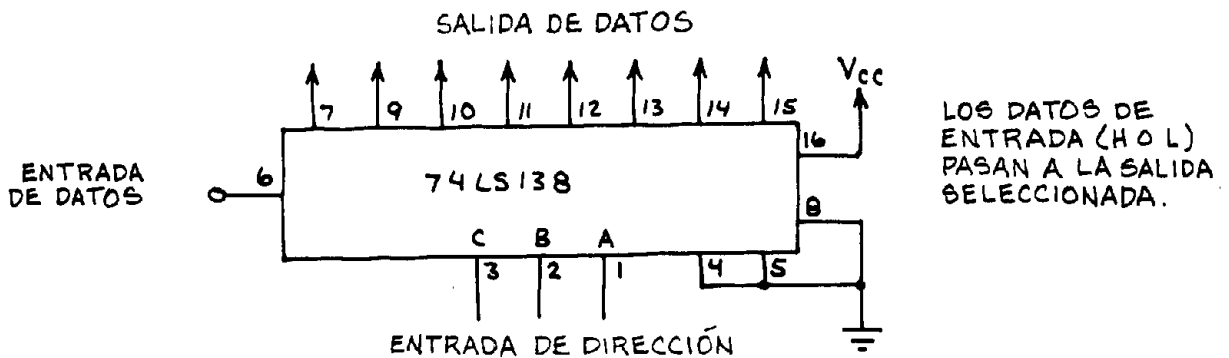 SALIDA DE DATOS
7 9 10 11 12 13 14 15 Vcc
16
ENTRADA
DE DATOS
6
74LS138
8
C B A
3 2 1 4 5
ENTRADA DE DIRECCIÓN
LOS DATOS DE
ENTRADA (H O L)
PASAN A LA SALIDA
SELECCIONADA.